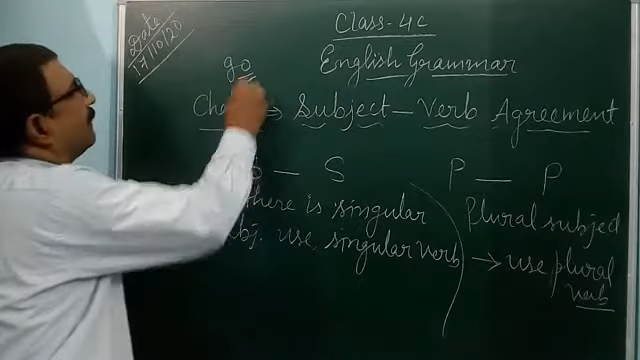 Date
17/10/20
Class-4C
go
English Grammar
Subject - Verb Agreement
S P - P
there is singular Plural subject
use singular verb → use plural
verb